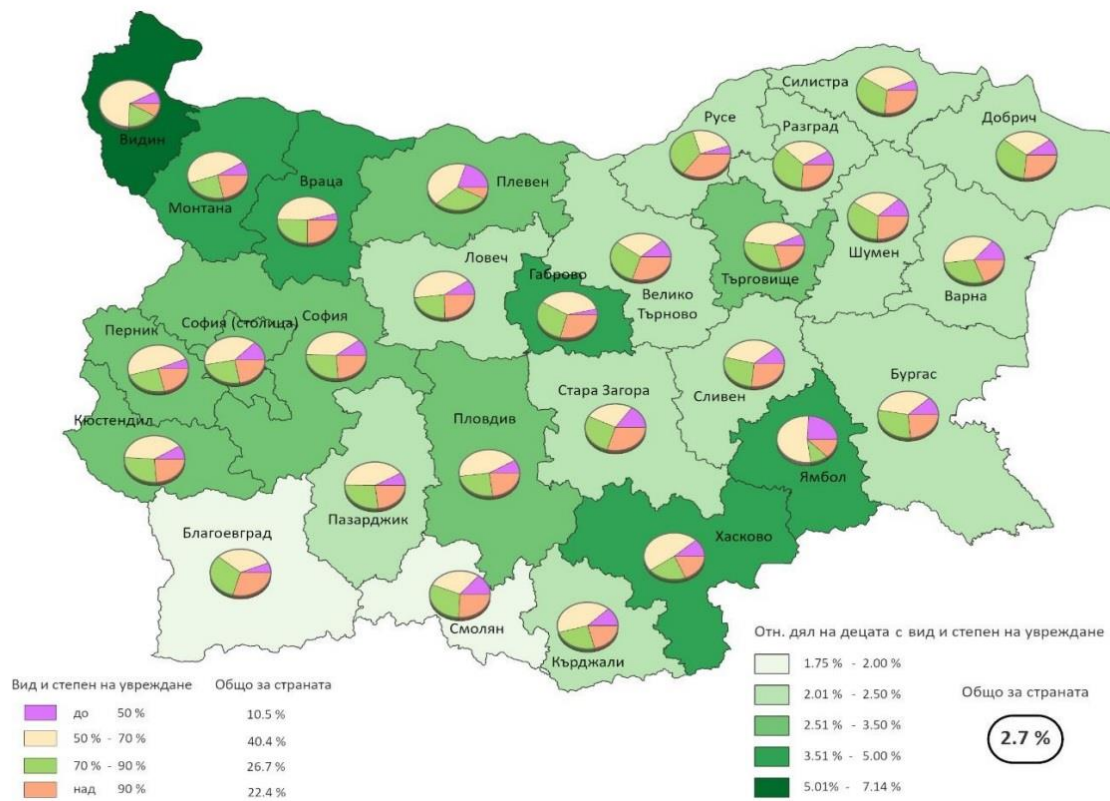 Силистра
Русе
Разград
Добрич
Видин
Враца
Плевен
Монтана
Шумен
Ловеч
Габрово
Търговище
Варна
Велико
Търново
Перник
София (столица)
София
Стара Загора
Сливен
Бургас
Кюстендил
Пловдив
Ямбол
Пазарджик
Хасково
Благоевград
Смолян
Кърджали
Вид и степен на увреждане Общо за страната
до 50 % 10.5 %
50 % - 70 % 40.4 %
70 % - 90 % 26.7 %
над 90 % 22.4 %
Отн. дял на децата с вид и степен на увреждане
1.75 % - 2.00 %
2.01 % - 2.50 %
2.51 % - 3.50 %
3.51 % - 5.00 %
5.01% - 7.14 %
Общо за страната
2.7 %